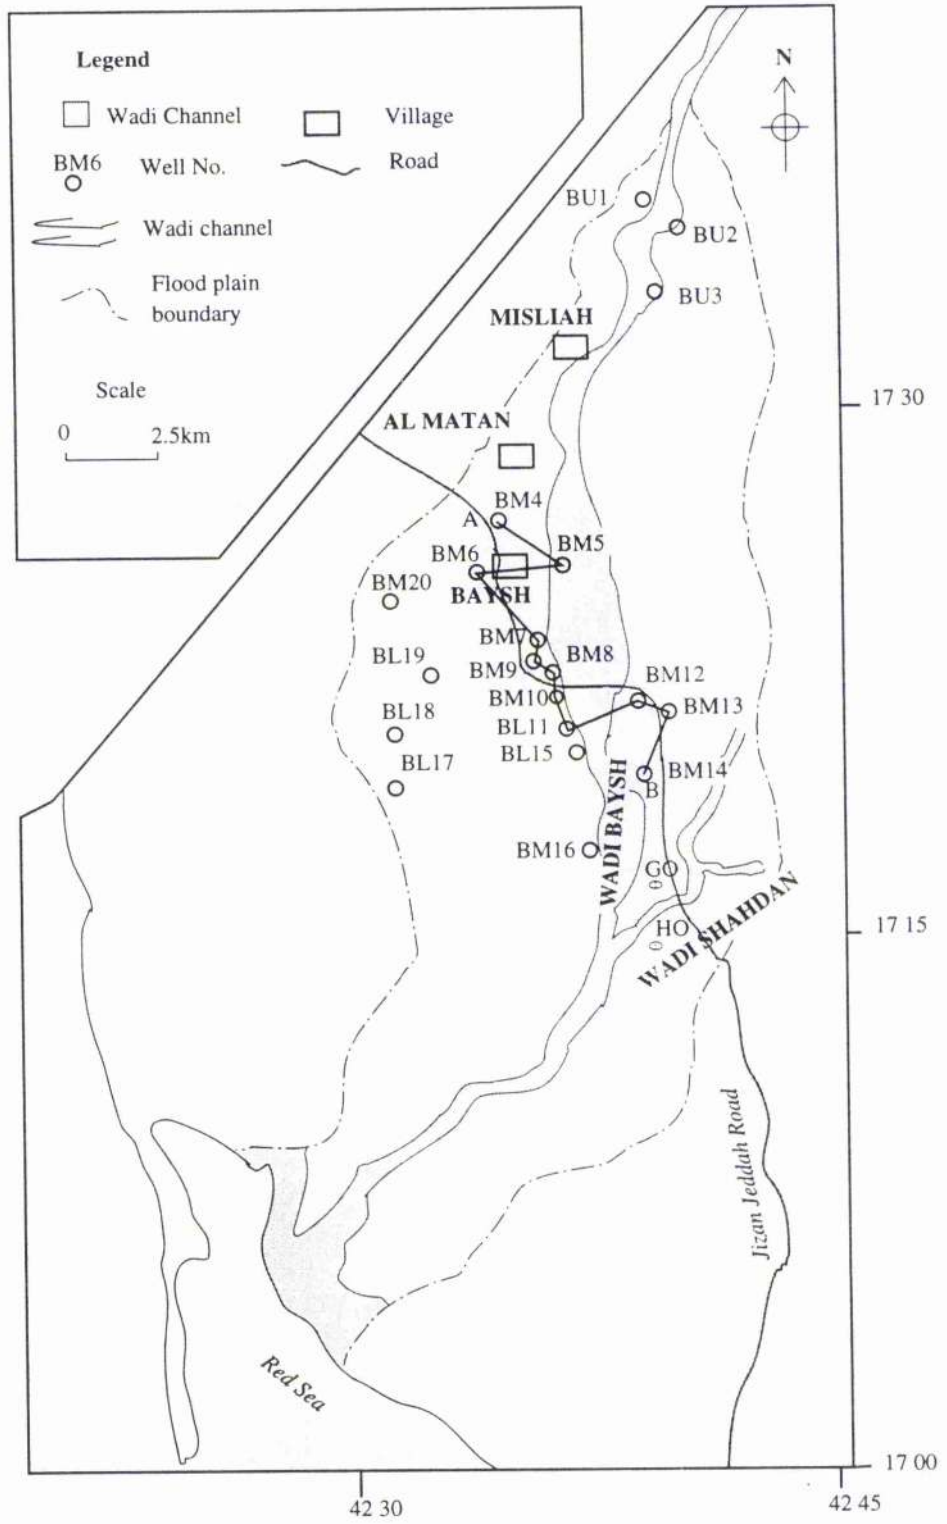 Legend
Wadi Channel
Village
BM6
Well No.
Road
Wadi channel
Flood plain
boundary
Scale
0
2.5km
N
BU1
BU2
BU3
MISLIAH
17 30
AL MATAN
BM4
A
BM5
BM6
BM20
BAYSH
BM7
BM8
BL19
BM9
BM12
BM10
BM13
BL18
BL11
BL15
BL17
BM14
B
WADI BAYSH
BM16
G
HO
WADI SHAHDAN
17 15
Jizan Jeddah Road
Red Sea
17 00
42 30
42 45